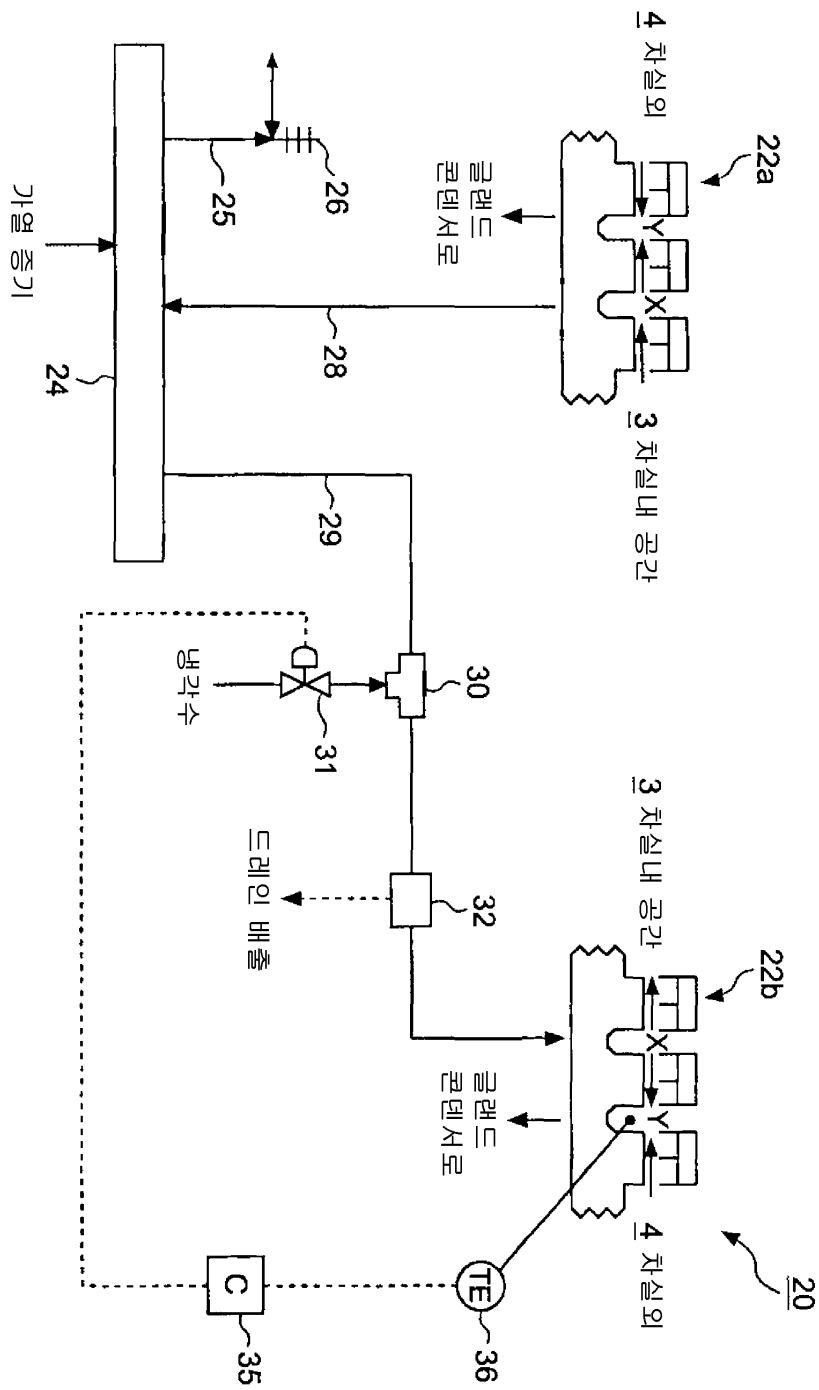 20
22a
22b
4 차실외
Y
X
3 차실내 공간
3 차실내 공간
X
Y
4 차실외
글랜드
콘덴서로
글랜드
콘덴서로
TE
36
30
32
26
28
29
31
25
C
35
드레인 배출
냉각수
24
가열 증기